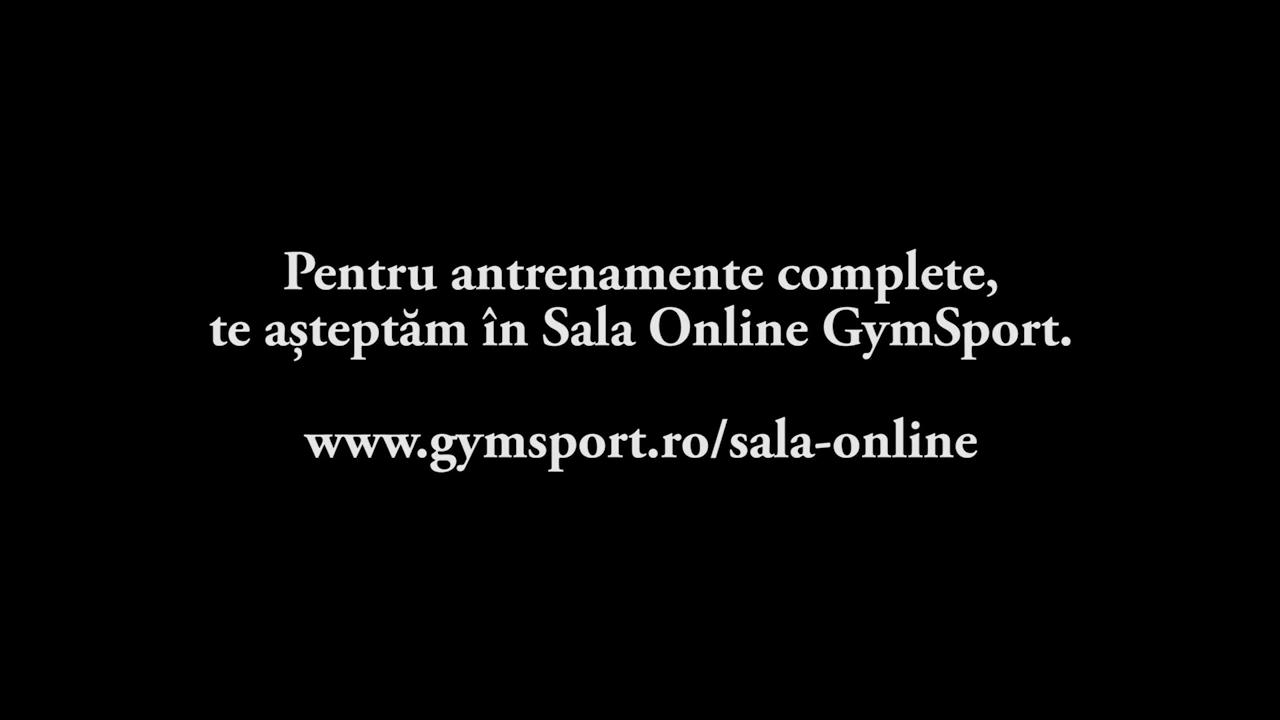 Pentru antrenamente complete,
te așteptăm în Sala Online GymSport.
www.gymsport.ro/sala-online